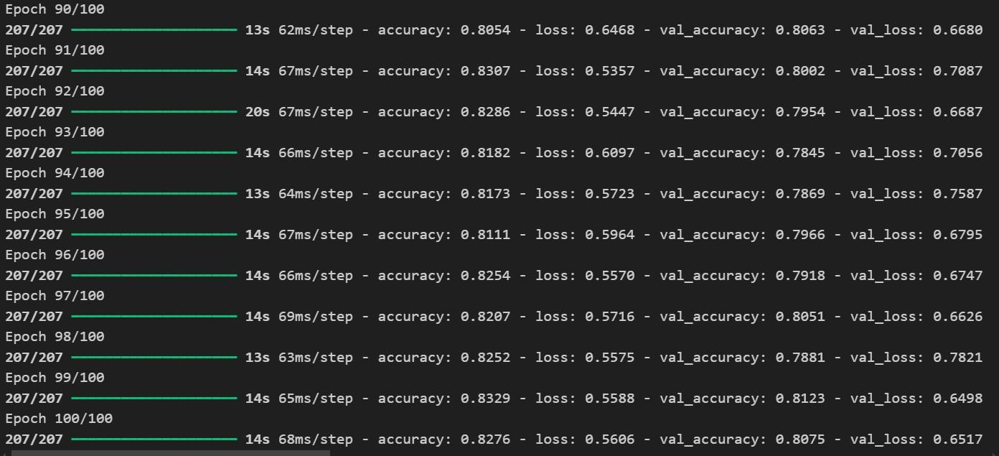 Epoch 90/100
207/207 ━━━━━━━━━━━━━━━━━━━━ 13s 62ms/step - accuracy: 0.8054 - loss: 0.6468 - val_accuracy: 0.8063 - val_loss: 0.6680
Epoch 91/100
207/207 ━━━━━━━━━━━━━━━━━━━━ 14s 67ms/step - accuracy: 0.8307 - loss: 0.5357 - val_accuracy: 0.8002 - val_loss: 0.7087
Epoch 92/100
207/207 ━━━━━━━━━━━━━━━━━━━━ 20s 67ms/step - accuracy: 0.8286 - loss: 0.5447 - val_accuracy: 0.7954 - val_loss: 0.6687
Epoch 93/100
207/207 ━━━━━━━━━━━━━━━━━━━━ 14s 66ms/step - accuracy: 0.8182 - loss: 0.6097 - val_accuracy: 0.7845 - val_loss: 0.7056
Epoch 94/100
207/207 ━━━━━━━━━━━━━━━━━━━━ 13s 64ms/step - accuracy: 0.8173 - loss: 0.5723 - val_accuracy: 0.7869 - val_loss: 0.7587
Epoch 95/100
207/207 ━━━━━━━━━━━━━━━━━━━━ 14s 67ms/step - accuracy: 0.8111 - loss: 0.5964 - val_accuracy: 0.7966 - val_loss: 0.6795
Epoch 96/100
207/207 ━━━━━━━━━━━━━━━━━━━━ 14s 66ms/step - accuracy: 0.8254 - loss: 0.5570 - val_accuracy: 0.7918 - val_loss: 0.6747
Epoch 97/100
207/207 ━━━━━━━━━━━━━━━━━━━━ 14s 69ms/step - accuracy: 0.8207 - loss: 0.5716 - val_accuracy: 0.8051 - val_loss: 0.6626
Epoch 98/100
207/207 ━━━━━━━━━━━━━━━━━━━━ 13s 63ms/step - accuracy: 0.8252 - loss: 0.5575 - val_accuracy: 0.7881 - val_loss: 0.7821
Epoch 99/100
207/207 ━━━━━━━━━━━━━━━━━━━━ 14s 65ms/step - accuracy: 0.8329 - loss: 0.5588 - val_accuracy: 0.8123 - val_loss: 0.6498
Epoch 100/100
207/207 ━━━━━━━━━━━━━━━━━━━━ 14s 68ms/step - accuracy: 0.8276 - loss: 0.5606 - val_accuracy: 0.8075 - val_loss: 0.6517